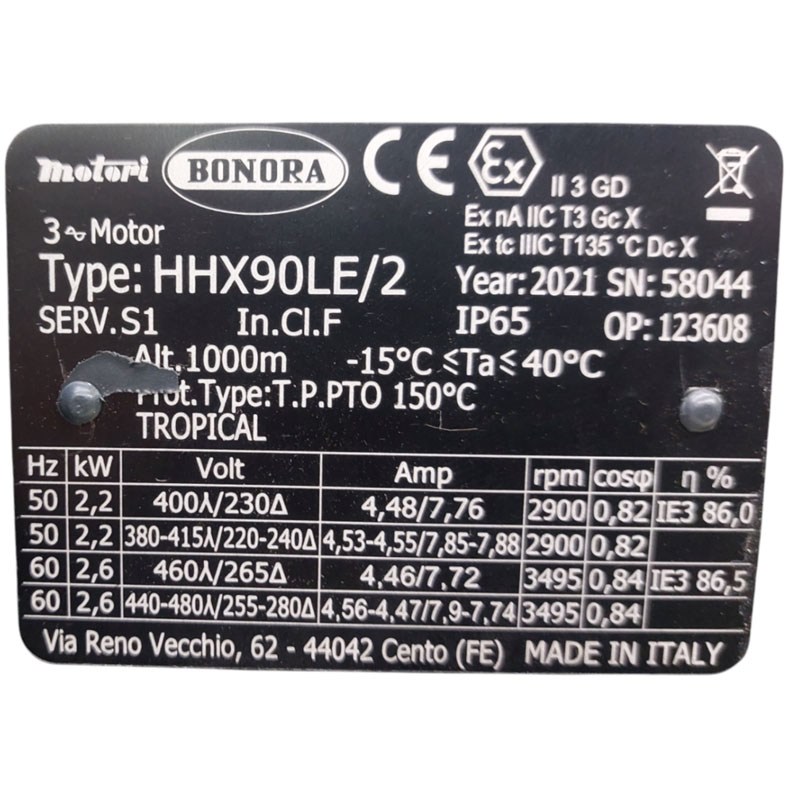 motori BONORA CE Ex II 3 GD
Ex nA IIC T3 Gc X
3~Motor
Ex tc IIIC T135 °C Dc X
Type: HHX90LE/2 Year: 2021 SN: 58044
SERV.S1 In.Cl.F IP65 OP: 123608
Alt.1000m -15°C ≤Ta≤ 40°C
Prot.Type:T.P.PTO 150°C
TROPICAL
Hz kW Volt Amp rpm cosφ η %
50 2,2 400⅄/230Δ 4,48/7,76 2900 0,82 IE3 86,0
50 2,2 380-415⅄/220-240Δ 4,53-4,55/7,85-7,88 2900 0,82
60 2,6 460⅄/265Δ 4,46/7,72 3495 0,84 IE3 86,5
60 2,6 440-480⅄/255-280Δ 4,56-4,47/7,9-7,74 3495 0,84
Via Reno Vecchio, 62 - 44042 Cento (FE) MADE IN ITALY